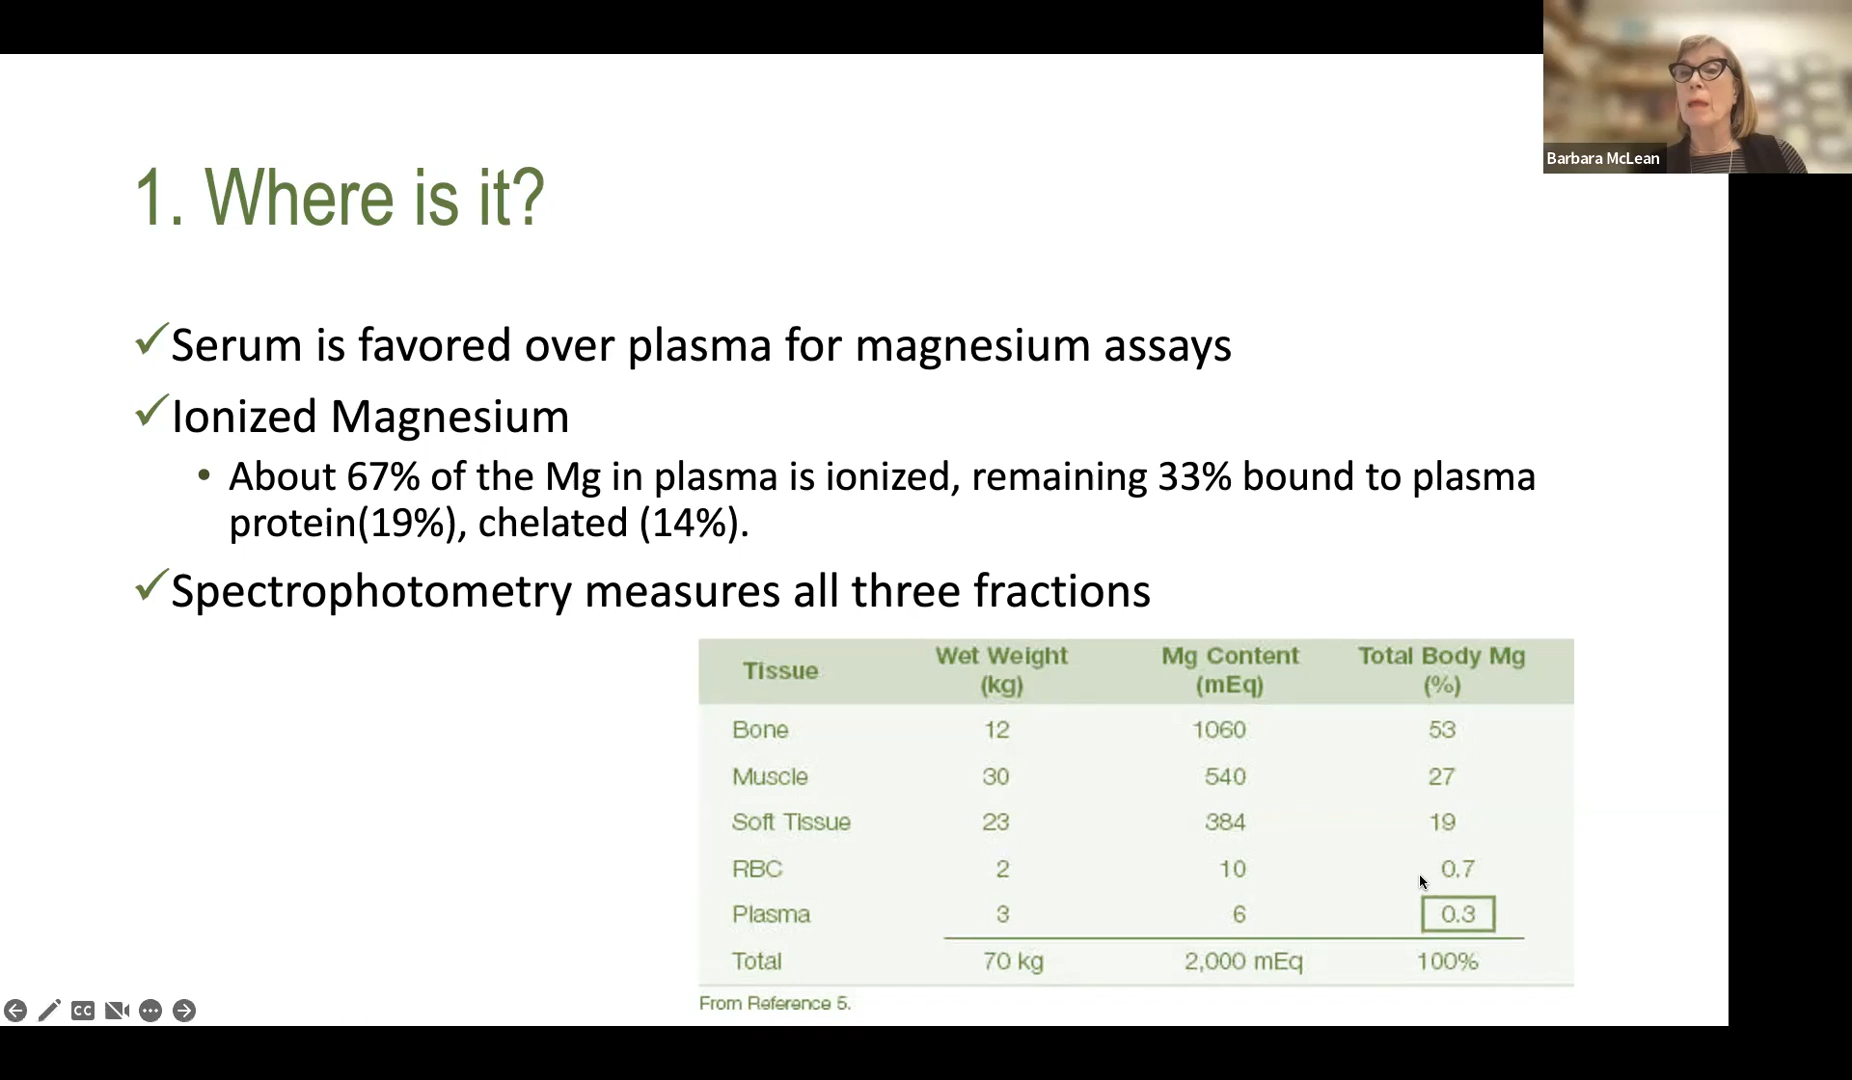 Barbara McLean
1. Where is it?
✓Serum is favored over plasma for magnesium assays
✓Ionized Magnesium
• About 67% of the Mg in plasma is ionized, remaining 33% bound to plasma
protein(19%), chelated (14%).
✓Spectrophotometry measures all three fractions
Tissue Wet Weight (kg) Mg Content (mEq) Total Body Mg (%)
Bone 12 1060 53
Muscle 30 540 27
Soft Tissue 23 384 19
RBC 2 10 0.7
Plasma 3 6 0.3
Total 70 kg 2,000 mEq 100%
From Reference 5.
CC